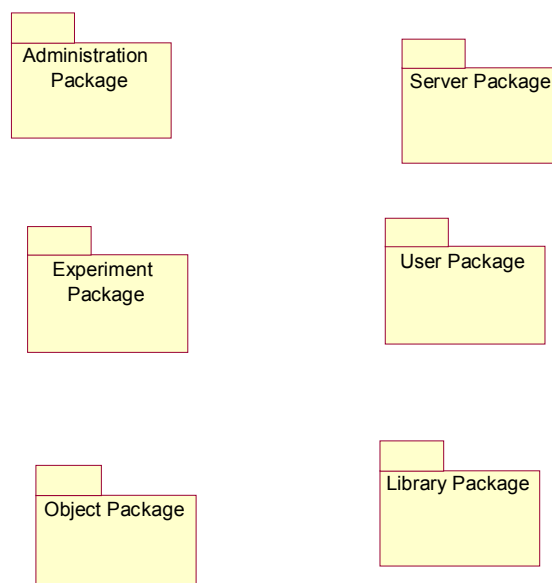 Administration
Package
Server Package
Experiment
Package
User Package
Object Package
Library Package